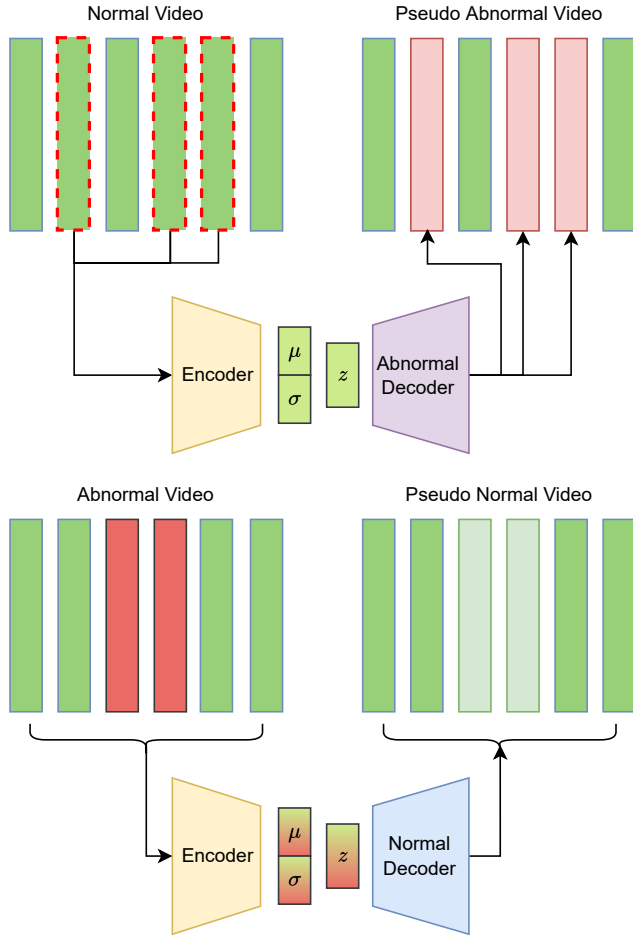 Normal Video
Pseudo Abnormal Video
Encoder
μ
σ
z
Abnormal
Decoder
Abnormal Video
Pseudo Normal Video
Encoder
μ
σ
z
Normal
Decoder